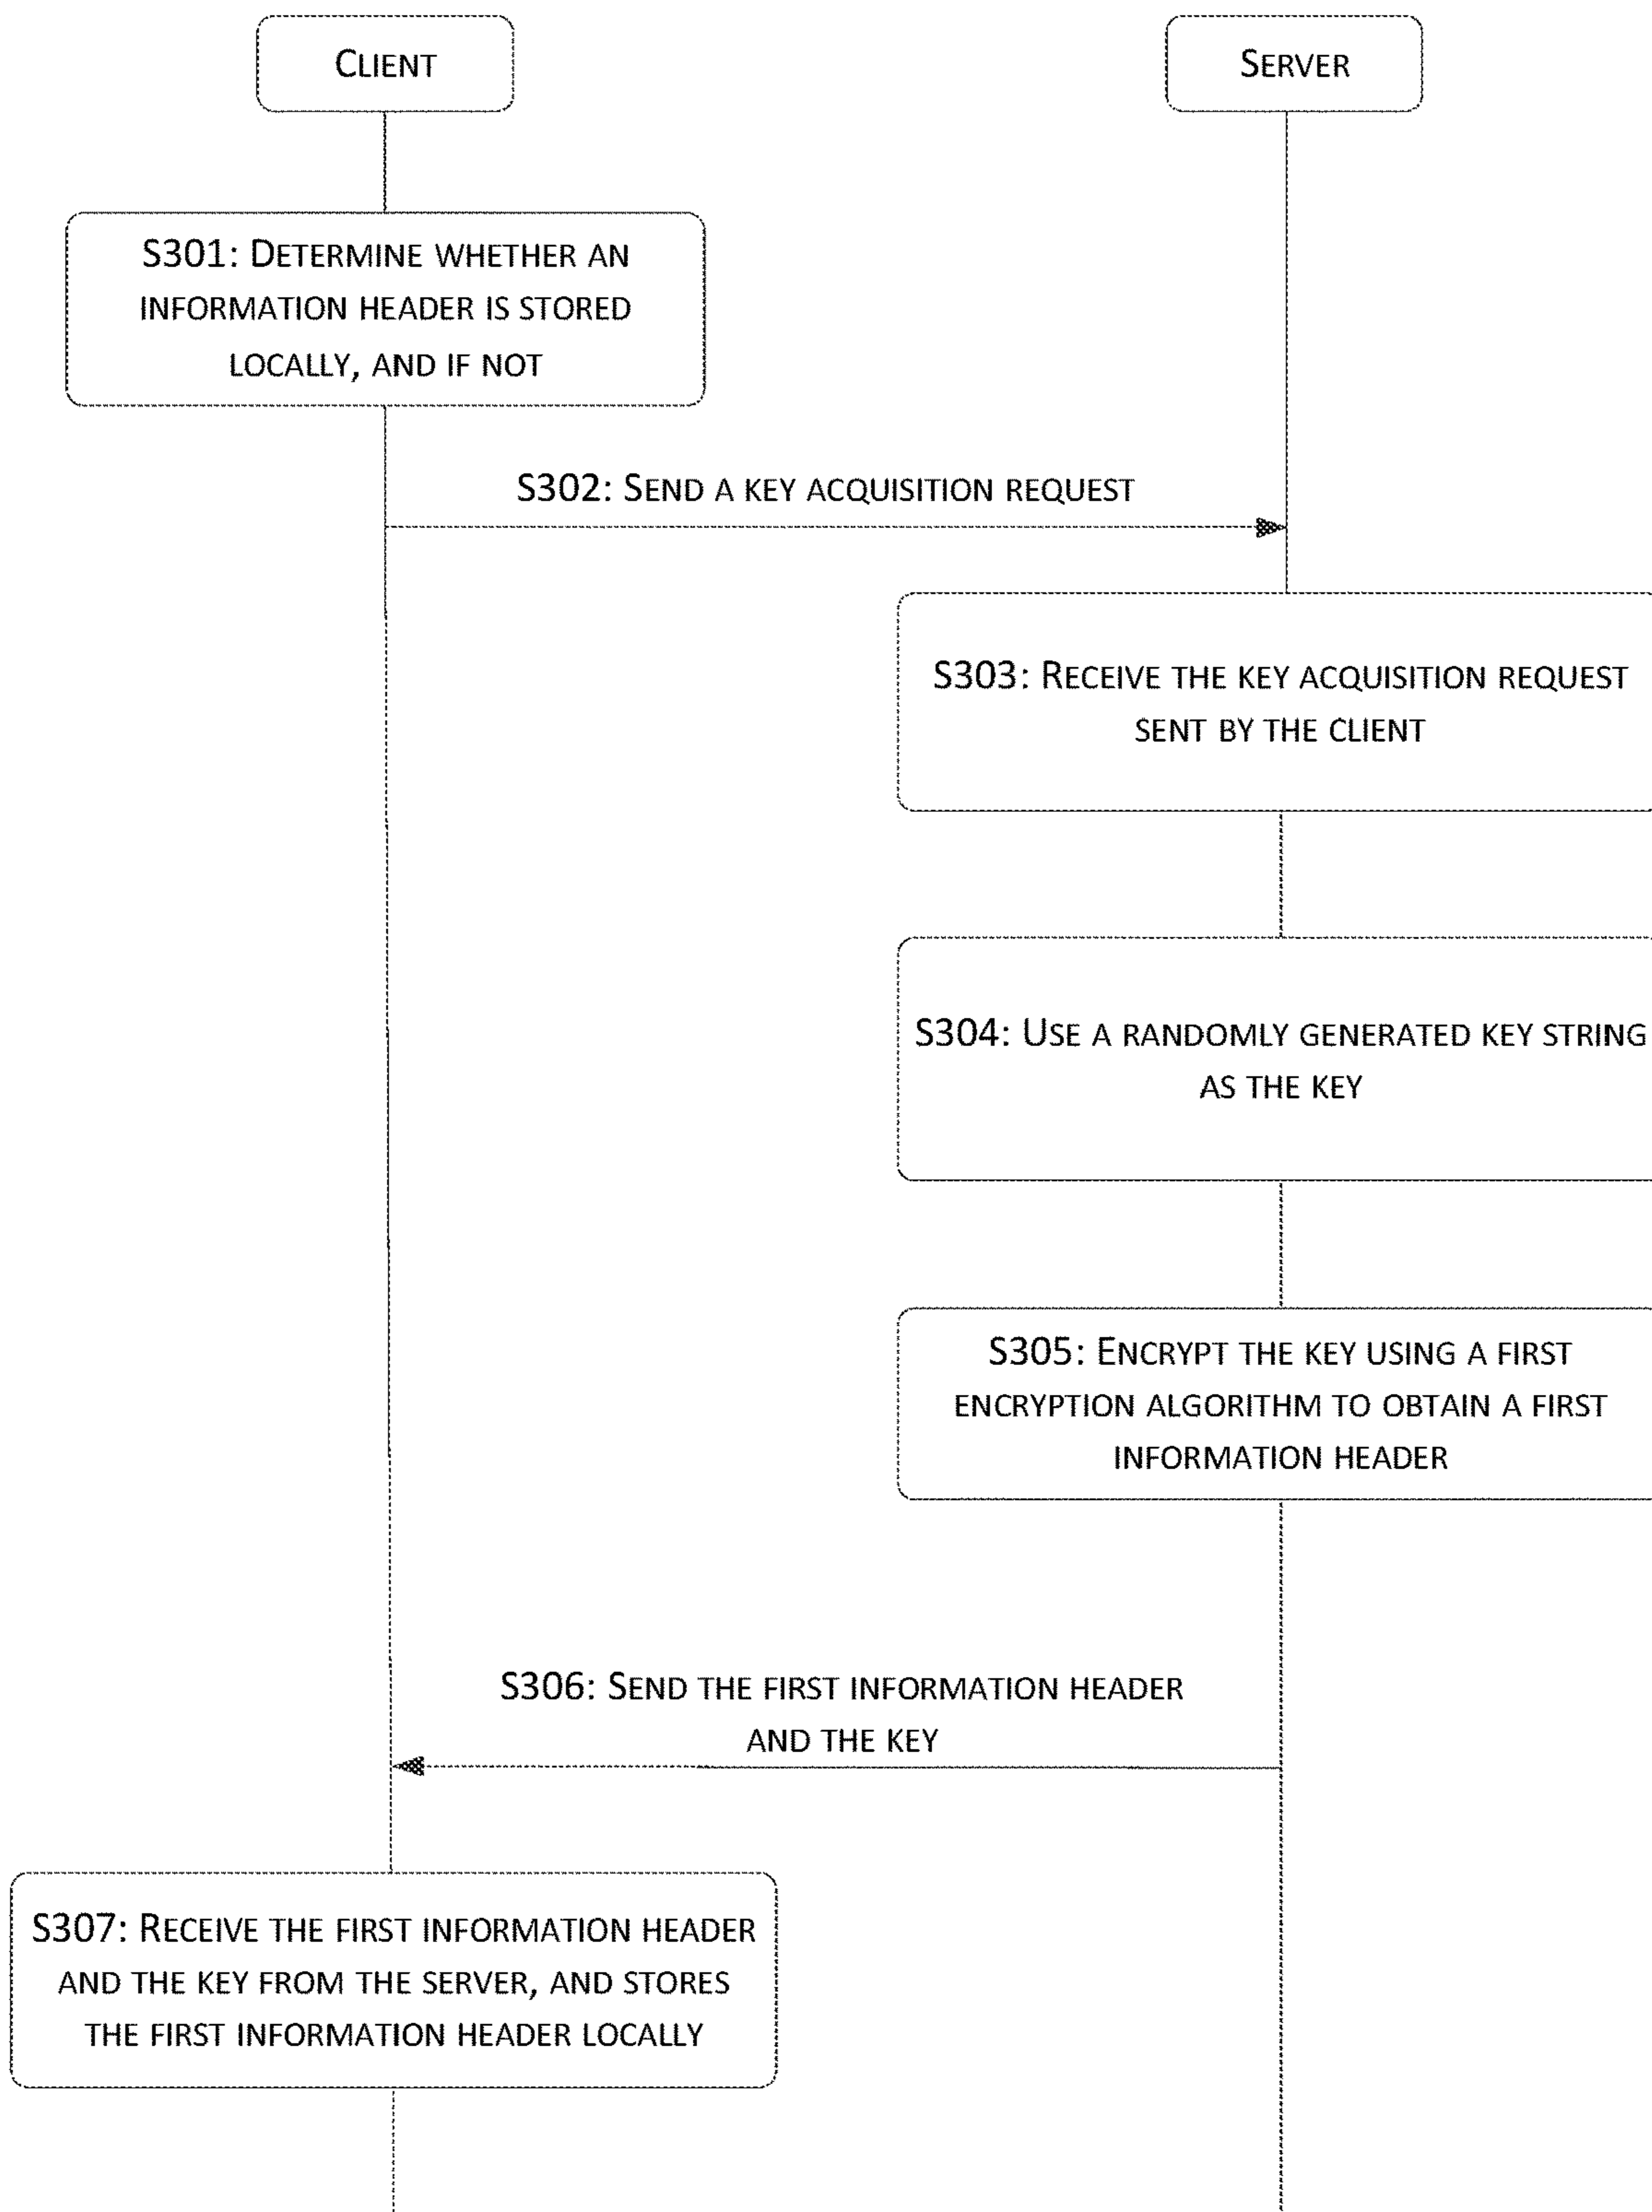 CLIENT
SERVER
S301: DETERMINE WHETHER AN
INFORMATION HEADER IS STORED
LOCALLY, AND IF NOT
S302: SEND A KEY ACQUISITION REQUEST
S303: RECEIVE THE KEY ACQUISITION REQUEST
SENT BY THE CLIENT
S304: USE A RANDOMLY GENERATED KEY STRING
AS THE KEY
S305: ENCRYPT THE KEY USING A FIRST
ENCRYPTION ALGORITHM TO OBTAIN A FIRST
INFORMATION HEADER
S306: SEND THE FIRST INFORMATION HEADER
AND THE KEY
S307: RECEIVE THE FIRST INFORMATION HEADER
AND THE KEY FROM THE SERVER, AND STORES
THE FIRST INFORMATION HEADER LOCALLY